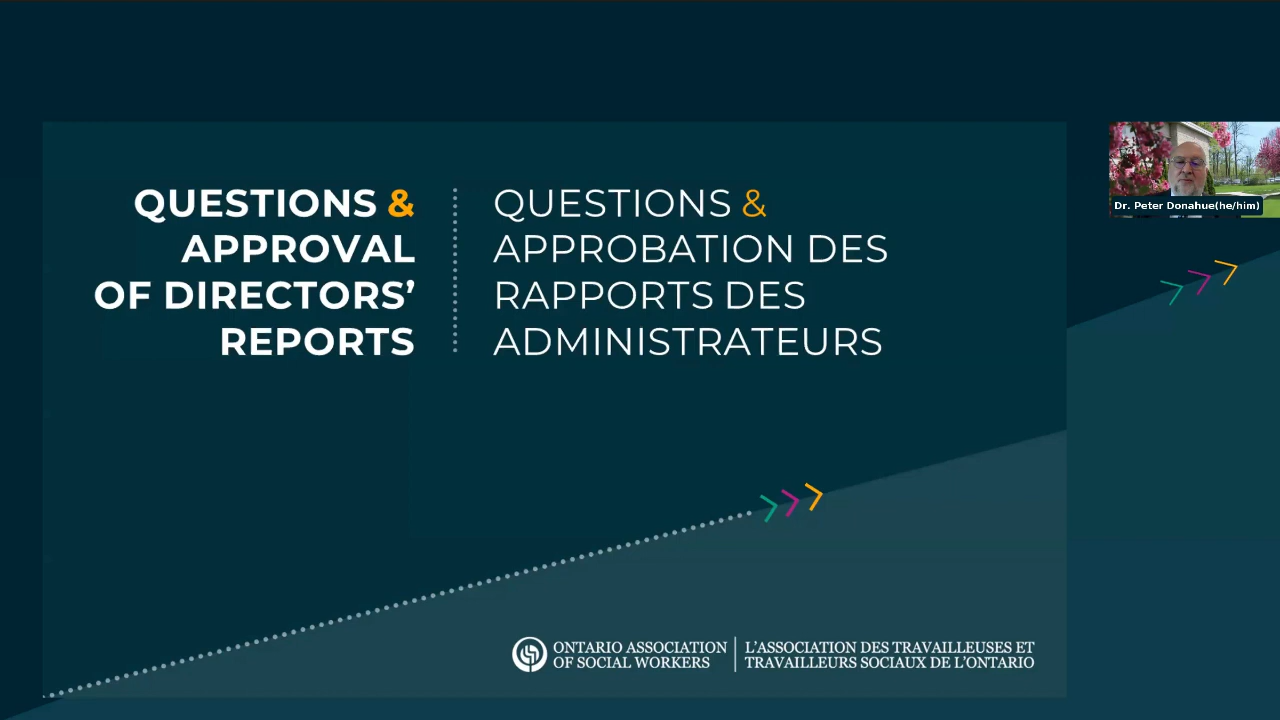 QUESTIONS &
APPROVAL
OF DIRECTORS’
REPORTS
QUESTIONS &
APPROBATION DES
RAPPORTS DES
ADMINISTRATEURS
Dr. Peter Donahue(he/him)
ONTARIO ASSOCIATION
OF SOCIAL WORKERS
L’ASSOCIATION DES TRAVAILLEUSES ET
TRAVAILLEURS SOCIAUX DE L’ONTARIO